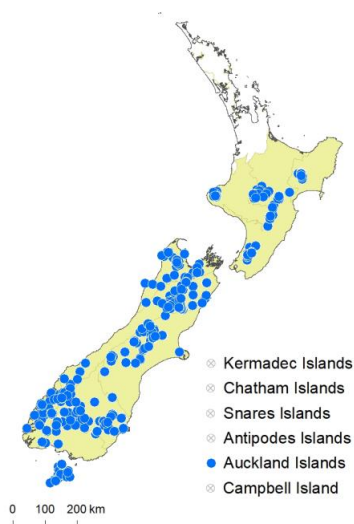 Kermadec Islands
Chatham Islands
Snares Islands
Antipodes Islands
Auckland Islands
Campbell Island
0 100 200 km